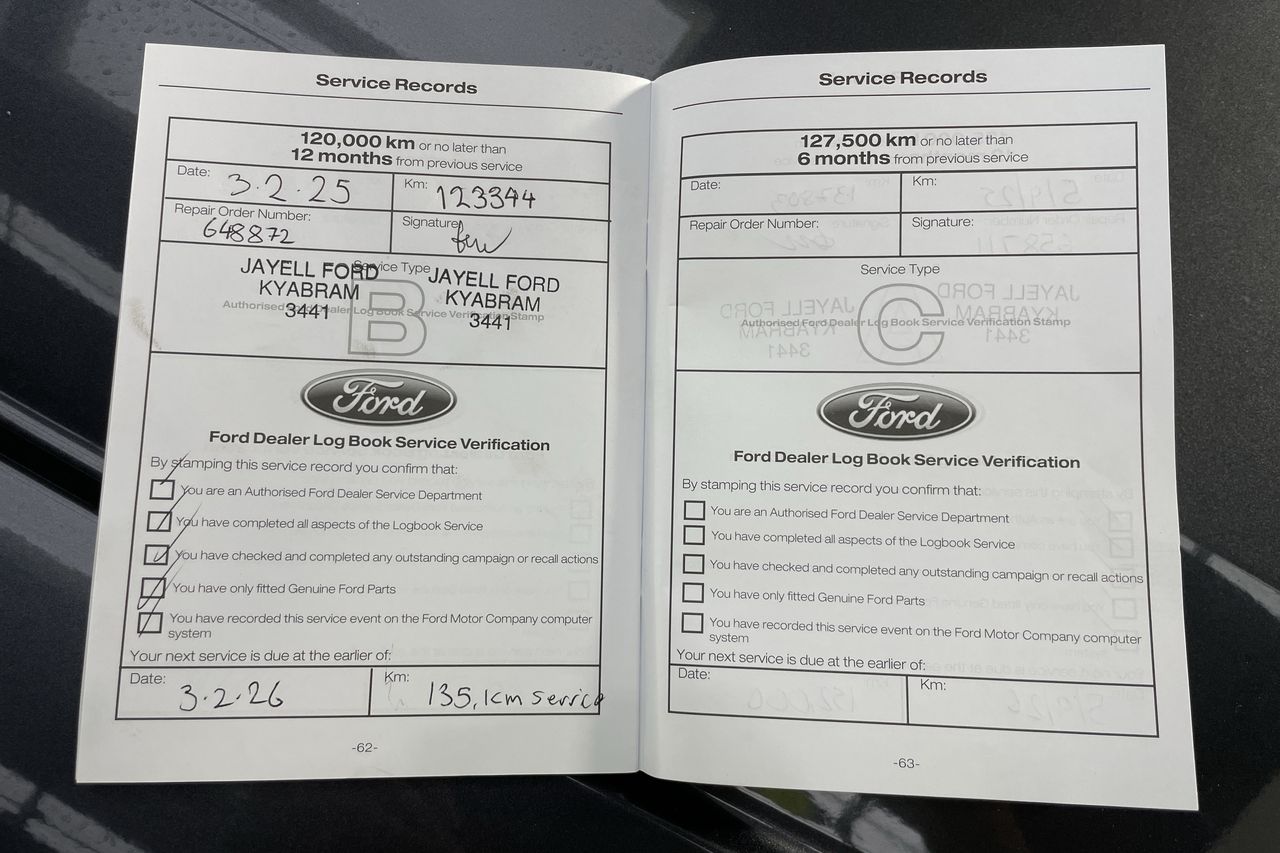 Service Records
120,000 km or no later than
12 months from previous service
Date: 3.2.25
Km: 123344
Repair Order Number: 648872
Signature:
Service Type
B
JAYELL FORD
KYABRAM
3441
JAYELL FORD
KYABRAM
3441
Authorised Ford Dealer Log Book Service Verification Stamp
Ford
Ford Dealer Log Book Service Verification
By stamping this service record you confirm that:
You are an Authorised Ford Dealer Service Department
You have completed all aspects of the Logbook Service
You have checked and completed any outstanding campaign or recall actions
You have only fitted Genuine Ford Parts
You have recorded this service event on the Ford Motor Company computer
system
Your next service is due at the earlier of:
Date: 3.2.26
Km: 135,1km Service
-62-
Service Records
127,500 km or no later than
6 months from previous service
Date:
Km:
Repair Order Number:
Signature:
Service Type
C
Authorised Ford Dealer Log Book Service Verification Stamp
Ford
Ford Dealer Log Book Service Verification
By stamping this service record you confirm that:
You are an Authorised Ford Dealer Service Department
You have completed all aspects of the Logbook Service
You have checked and completed any outstanding campaign or recall actions
You have only fitted Genuine Ford Parts
You have recorded this service event on the Ford Motor Company computer
system
Your next service is due at the earlier of:
Date:
Km:
-63-